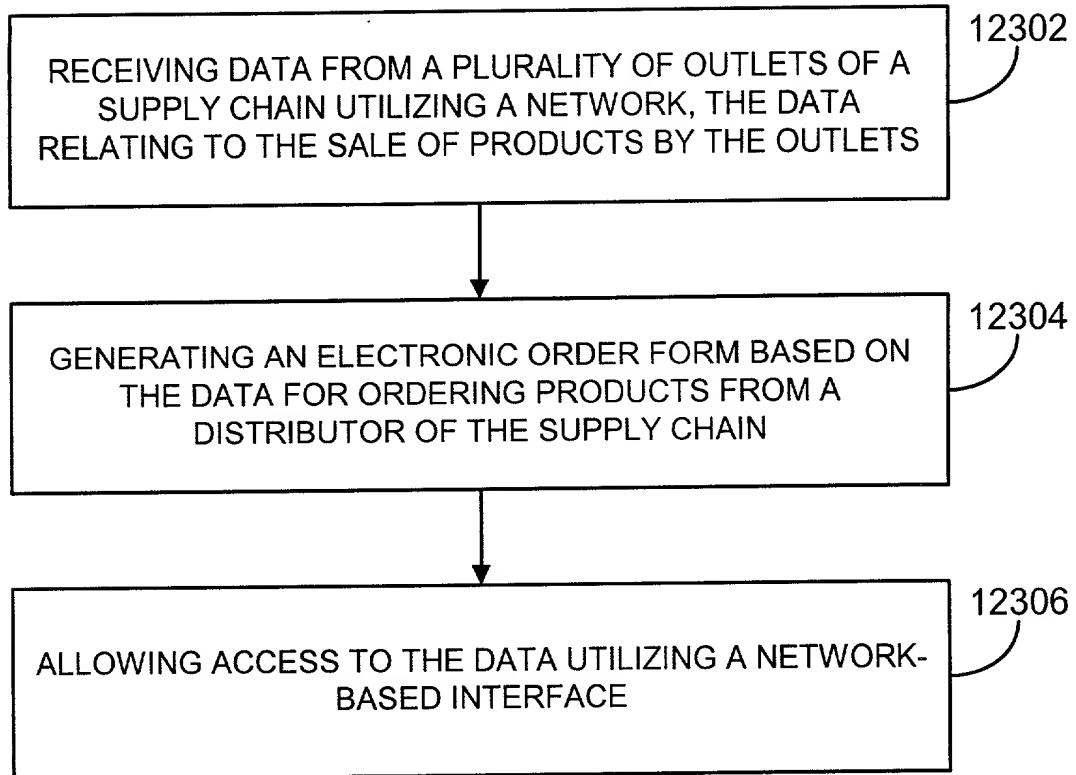 12302
RECEIVING DATA FROM A PLURALITY OF OUTLETS OF A
SUPPLY CHAIN UTILIZING A NETWORK, THE DATA
RELATING TO THE SALE OF PRODUCTS BY THE OUTLETS
12304
GENERATING AN ELECTRONIC ORDER FORM BASED ON
THE DATA FOR ORDERING PRODUCTS FROM A
DISTRIBUTOR OF THE SUPPLY CHAIN
12306
ALLOWING ACCESS TO THE DATA UTILIZING A NETWORK-
BASED INTERFACE